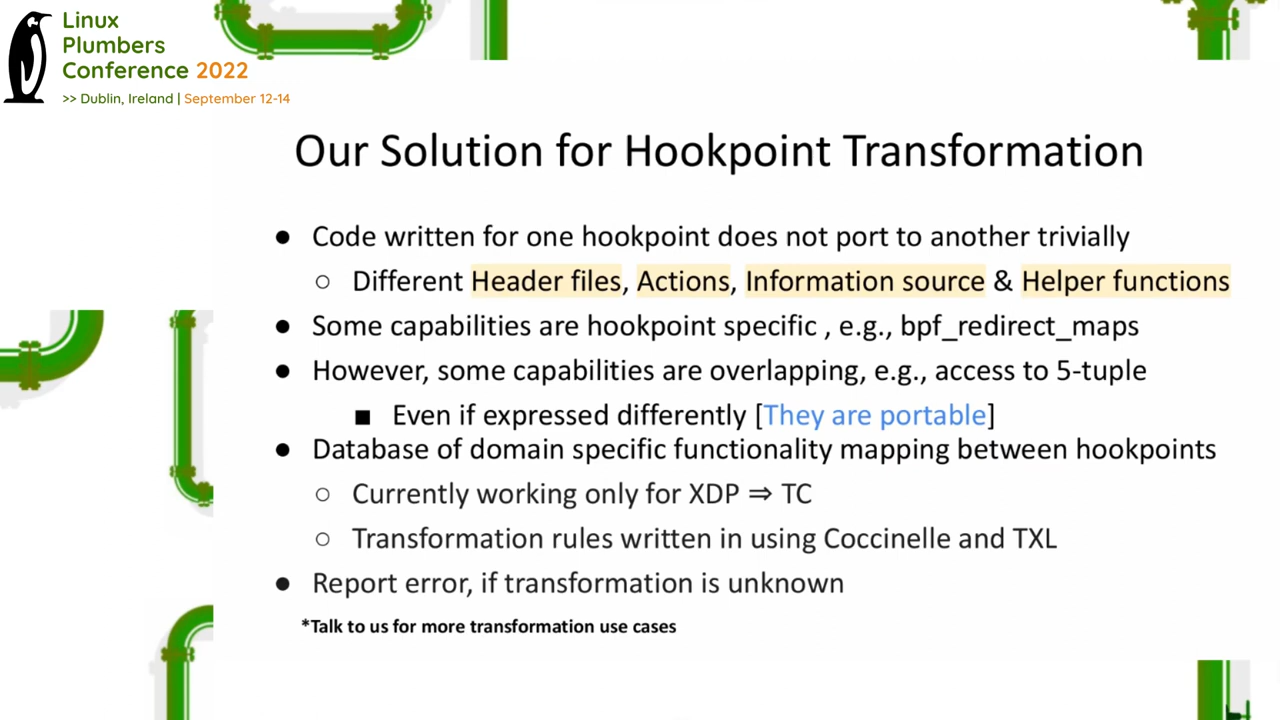 Linux
Plumbers
Conference 2022
>> Dublin, Ireland | September 12-14
Our Solution for Hookpoint Transformation
● Code written for one hookpoint does not port to another trivially
○ Different Header files, Actions, Information source & Helper functions
● Some capabilities are hookpoint specific , e.g., bpf_redirect_maps
● However, some capabilities are overlapping, e.g., access to 5-tuple
■ Even if expressed differently [They are portable]
● Database of domain specific functionality mapping between hookpoints
○ Currently working only for XDP ⇒ TC
○ Transformation rules written in using Coccinelle and TXL
● Report error, if transformation is unknown
*Talk to us for more transformation use cases